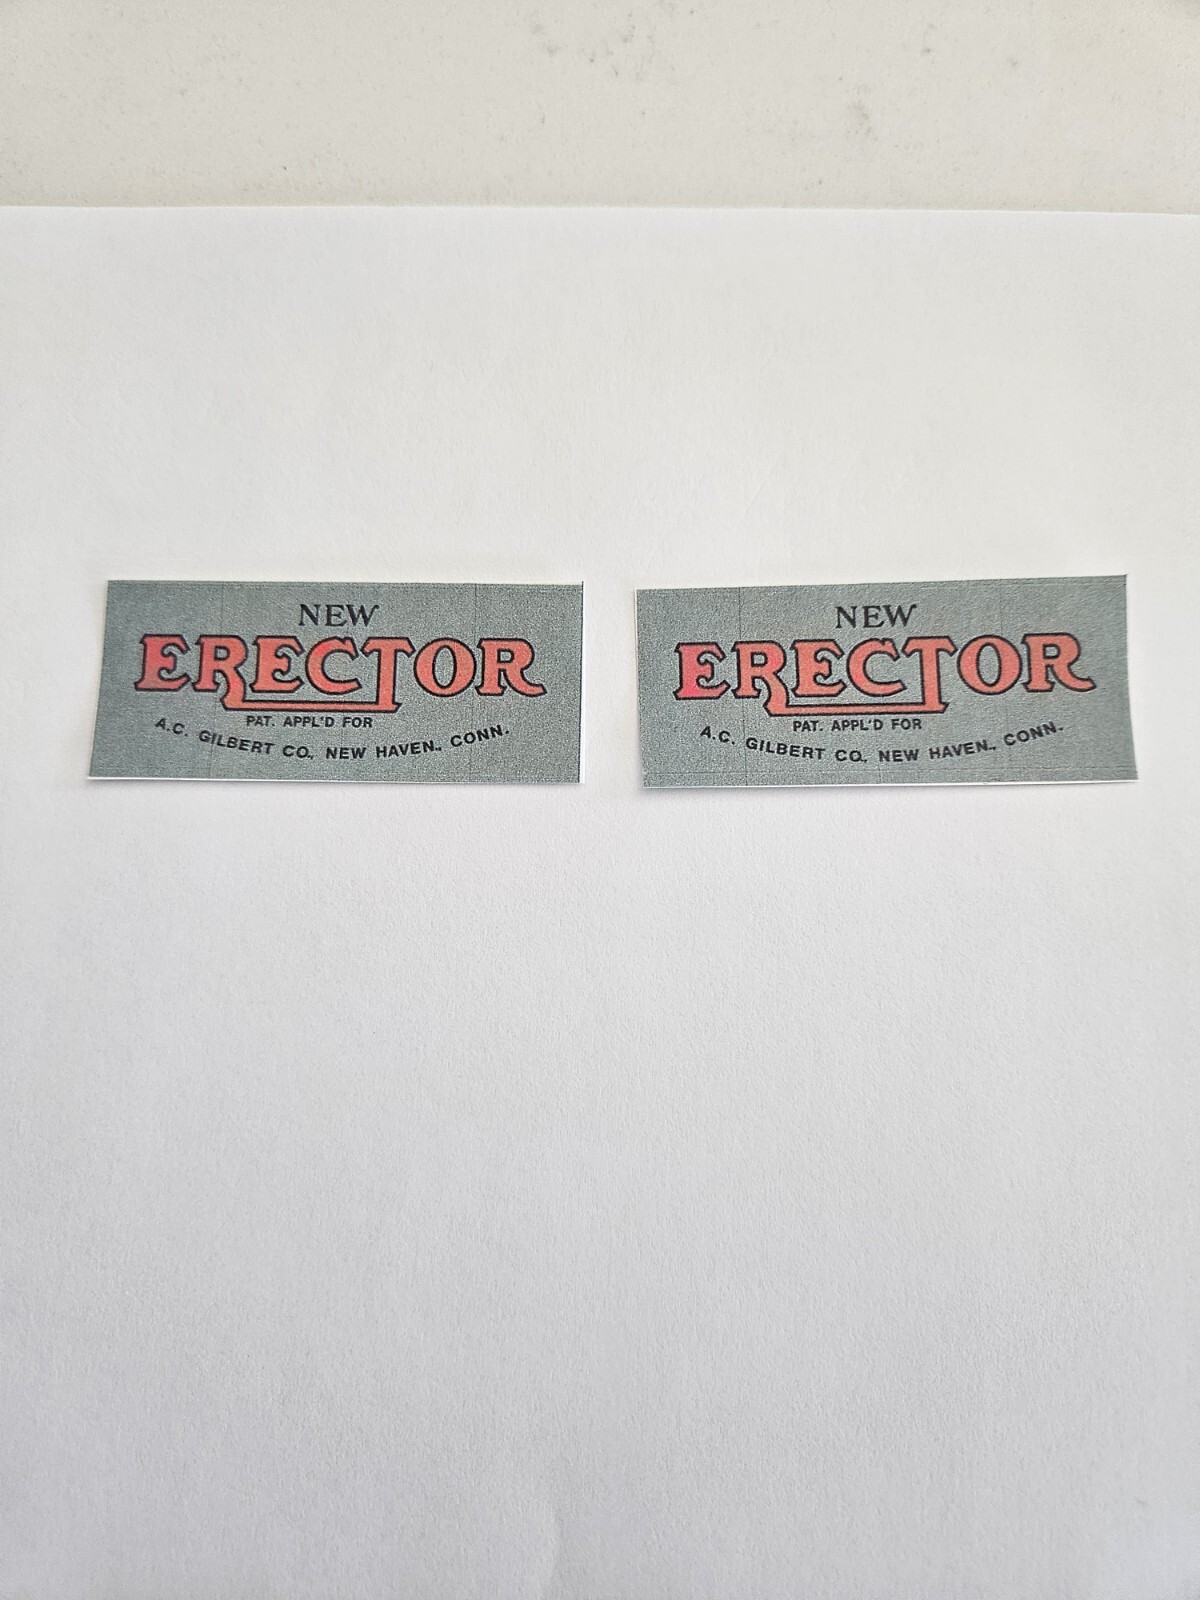 NEW
ERECTOR
PAT. APPL'D FOR
A.C. GILBERT CO., NEW HAVEN., CONN.
NEW
ERECTOR
PAT. APPL'D FOR
A.C. GILBERT CO., NEW HAVEN., CONN.